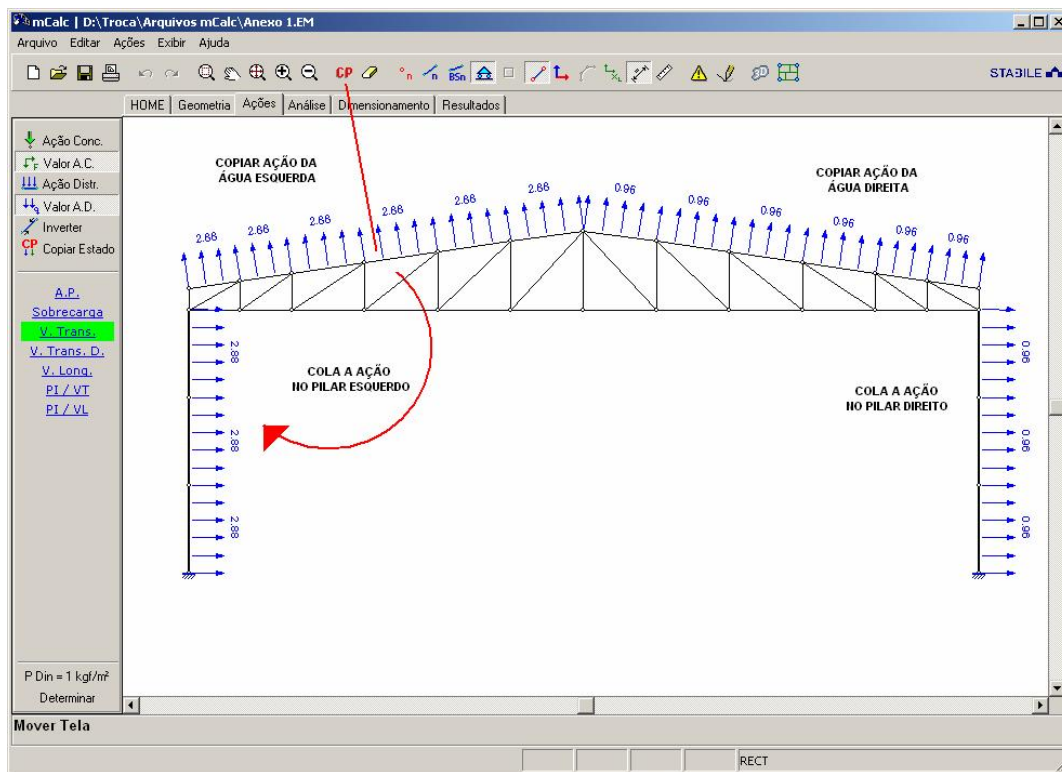 mCalc | D:\Troca\Arquivos mCalc\Anexo 1.EM
Arquivo Editar Ações Exibir Ajuda
CP n n BSn STABILE
HOME Geometria Ações Análise Dimensionamento Resultados
Ação Conc.
F Valor A.C.
Ação Distr.
q Valor A.D.
Inverter
CP Copiar Estado
A.P.
Sobrecarga
V. Trans.
V. Trans. D.
V. Long.
PI / VT
PI / VL
P Din = 1 kgf/m²
Determinar
COPIAR AÇÃO DA
ÁGUA ESQUERDA
COPIAR AÇÃO DA
ÁGUA DIREITA
2.88 2.88 2.88 2.88 2.88 0.96 0.96 0.96 0.96 0.96
COLA A AÇÃO
NO PILAR ESQUERDO
COLA A AÇÃO
NO PILAR DIREITO
2.88
2.88
2.88
0.96
0.96
0.96
Mover Tela
RECT